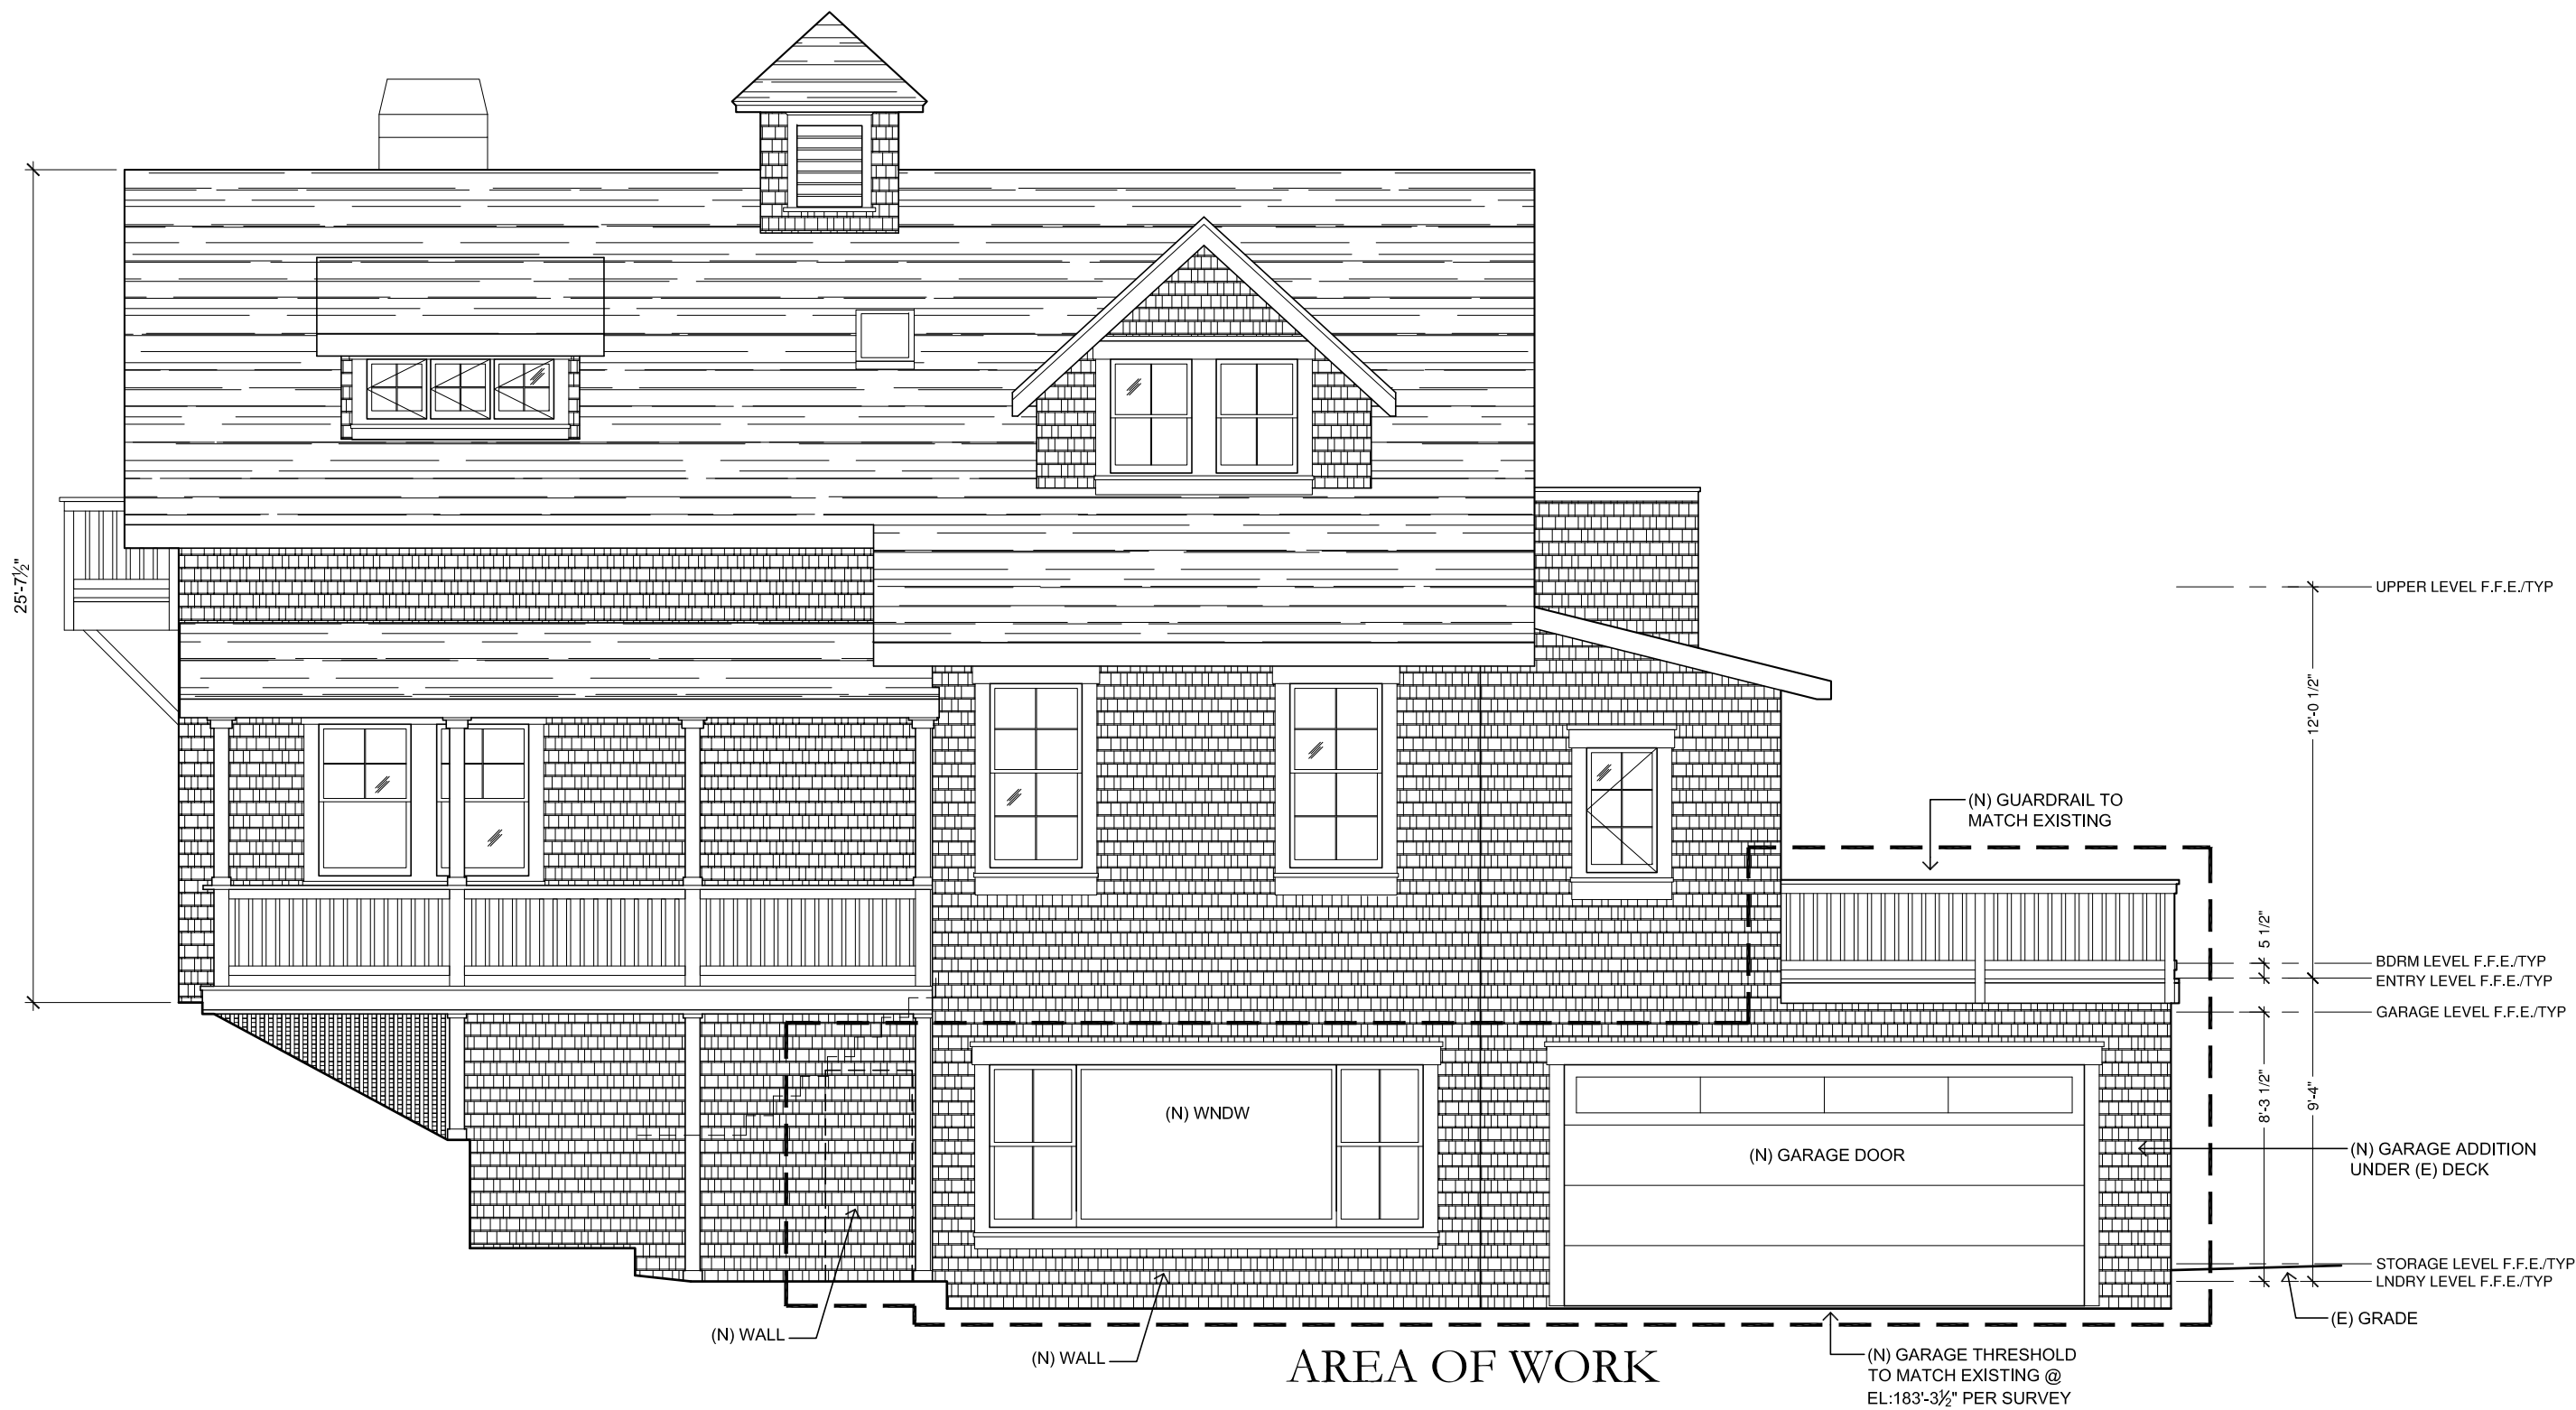 25'-7½"
UPPER LEVEL F.F.E./TYP
12'-0 1/2"
(N) GUARDRAIL TO
MATCH EXISTING
5 1/2"
BDRM LEVEL F.F.E./TYP
ENTRY LEVEL F.F.E./TYP
GARAGE LEVEL F.F.E./TYP
8'-3 1/2"
9'-4"
(N) WNDW
(N) GARAGE DOOR
(N) GARAGE ADDITION
UNDER (E) DECK
STORAGE LEVEL F.F.E./TYP
LNDRY LEVEL F.F.E./TYP
(E) GRADE
(N) WALL
(N) WALL
AREA OF WORK
(N) GARAGE THRESHOLD
TO MATCH EXISTING @
EL:183'-3½" PER SURVEY